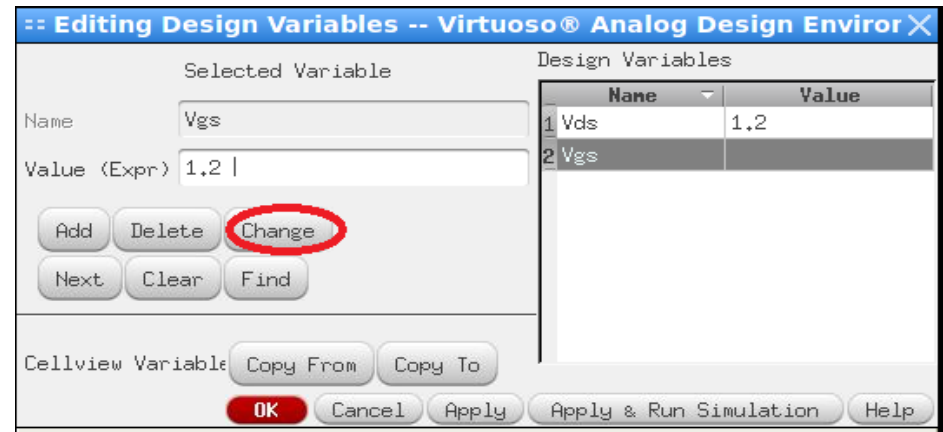 :: Editing Design Variables -- Virtuoso® Analog Design Enviror
Selected Variable
Name Vgs
Value (Expr) 1.2
Add Delete Change
Next Clear Find
Cellview Variable Copy From Copy To
Design Variables
Name Value
1 Vds 1.2
2 Vgs
OK Cancel Apply Apply & Run Simulation Help